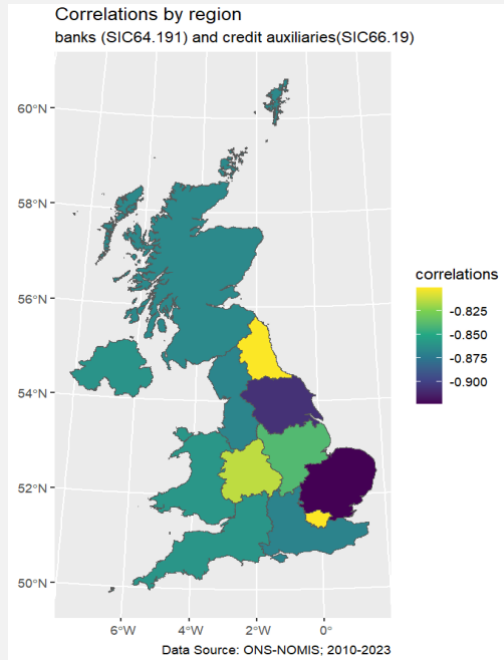 Correlations by region
banks (SIC64.191) and credit auxiliaries(SIC66.19)
60°N
58°N
56°N
54°N
52°N
50°N
correlations
-0.825
-0.850
-0.875
-0.900
6°W
4°W
2°W
0°
Data Source: ONS-NOMIS; 2010-2023